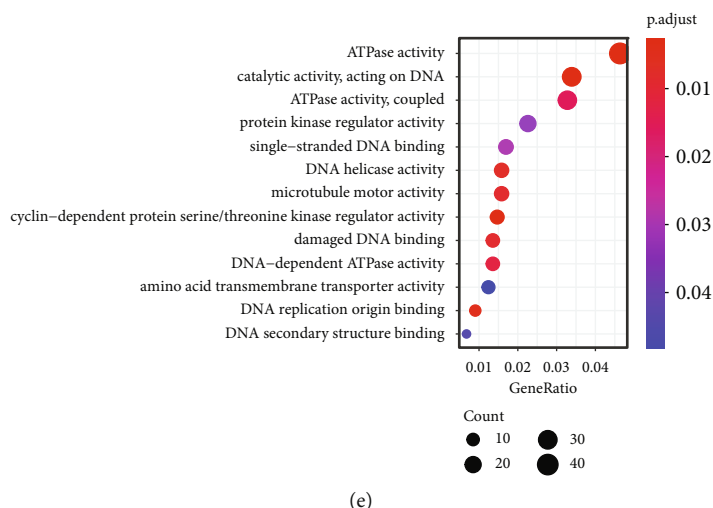 p.adjust
ATPase activity
catalytic activity, acting on DNA
ATPase activity, coupled
protein kinase regulator activity
single−stranded DNA binding
DNA helicase activity
microtubule motor activity
cyclin−dependent protein serine/threonine kinase regulator activity
damaged DNA binding
DNA−dependent ATPase activity
amino acid transmembrane transporter activity
DNA replication origin binding
DNA secondary structure binding
0.01
0.02
0.03
0.04
0.01 0.02 0.03 0.04
GeneRatio
Count
10 30
20 40
(e)